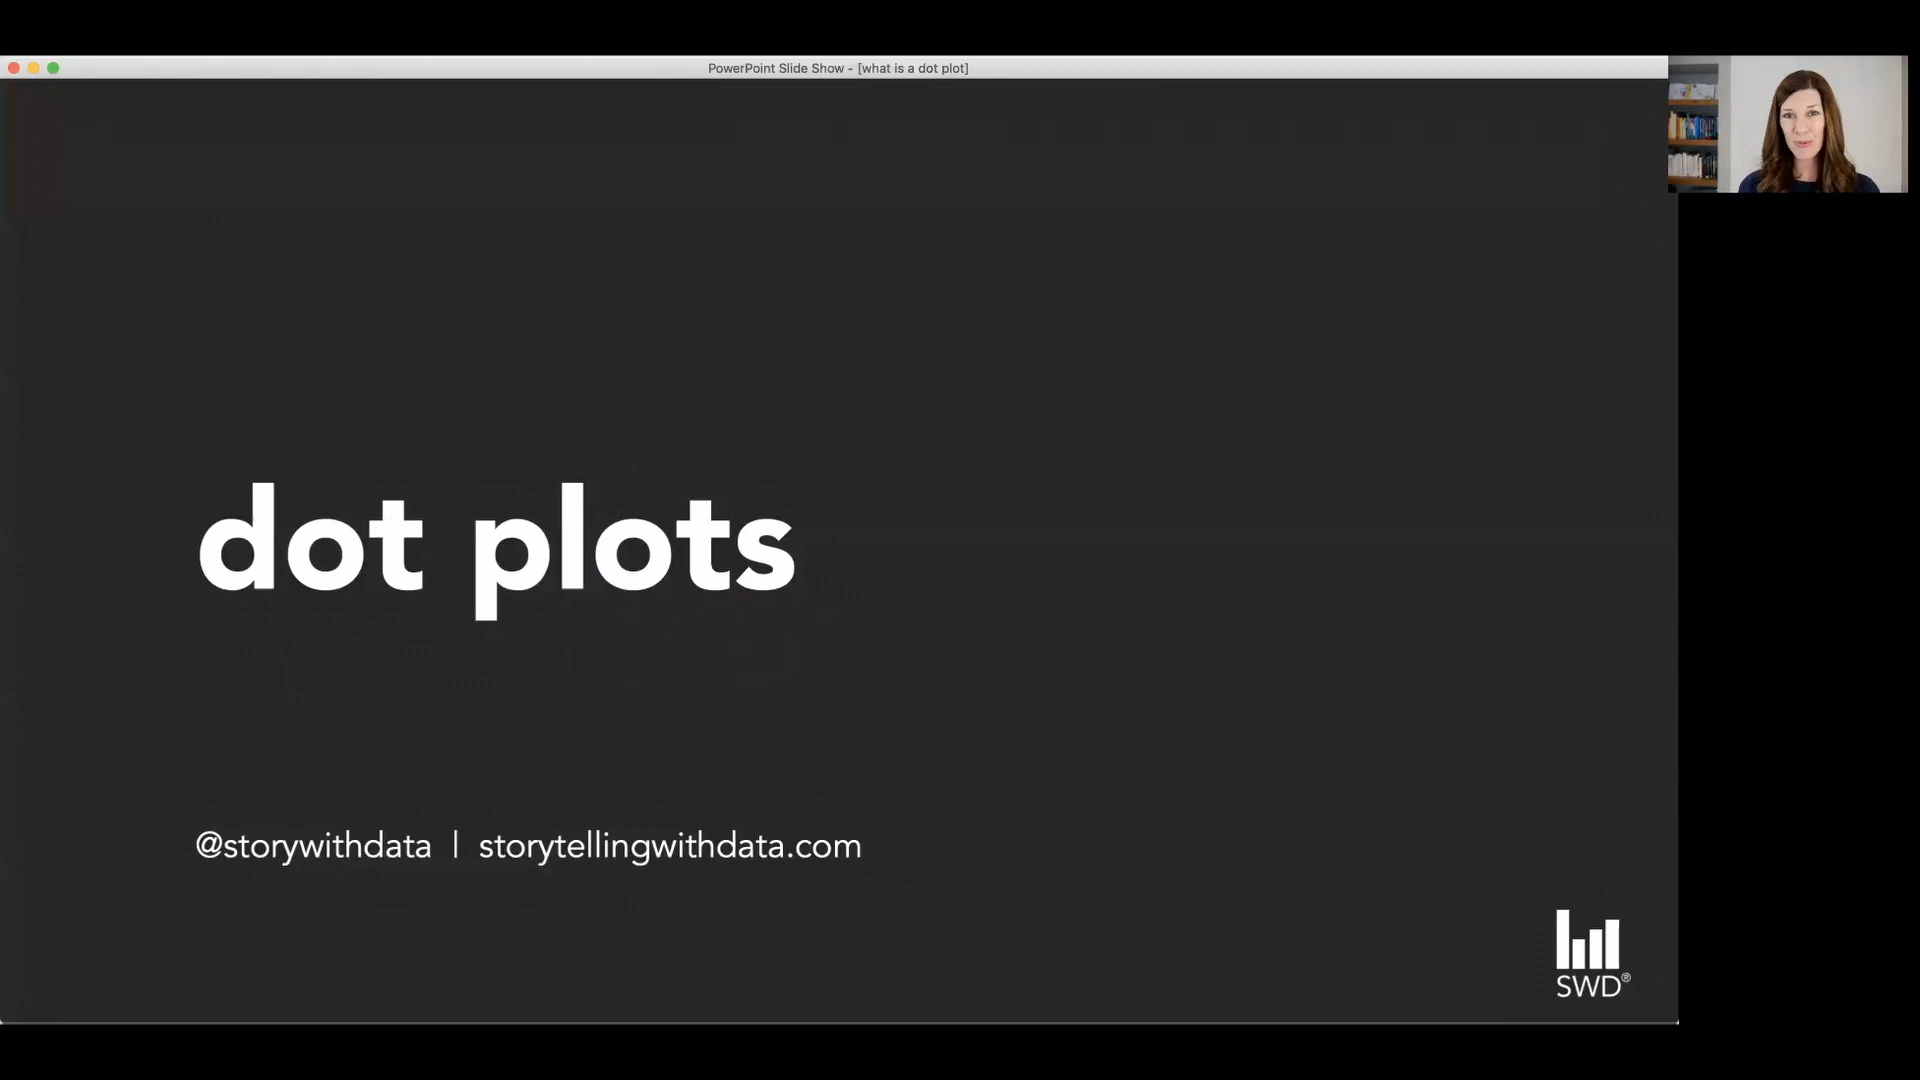 PowerPoint Slide Show - [what is a dot plot]
dot plots
@storywithdata | storytellingwithdata.com
SWD®